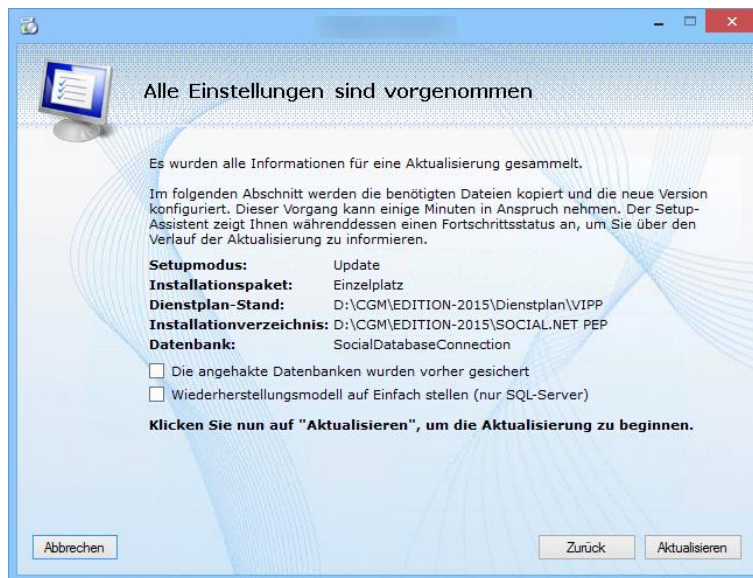 Alle Einstellungen sind vorgenommen
Es wurden alle Informationen für eine Aktualisierung gesammelt.
Im folgenden Abschnitt werden die benötigten Dateien kopiert und die neue Version
konfiguriert. Dieser Vorgang kann einige Minuten in Anspruch nehmen. Der Setup-
Assistent zeigt Ihnen währenddessen einen Fortschrittsstatus an, um Sie über den
Verlauf der Aktualisierung zu informieren.
Setupmodus: Update
Installationspaket: Einzelplatz
Dienstplan-Stand: D:\CGM\EDITION-2015\Dienstplan\VIPP
Installationverzeichnis: D:\CGM\EDITION-2015\SOCIAL.NET PEP
Datenbank: SocialDatabaseConnection
Die angehakte Datenbanken wurden vorher gesichert
Wiederherstellungsmodell auf Einfach stellen (nur SQL-Server)
Klicken Sie nun auf "Aktualisieren", um die Aktualisierung zu beginnen.
Abbrechen Zurück Aktualisieren